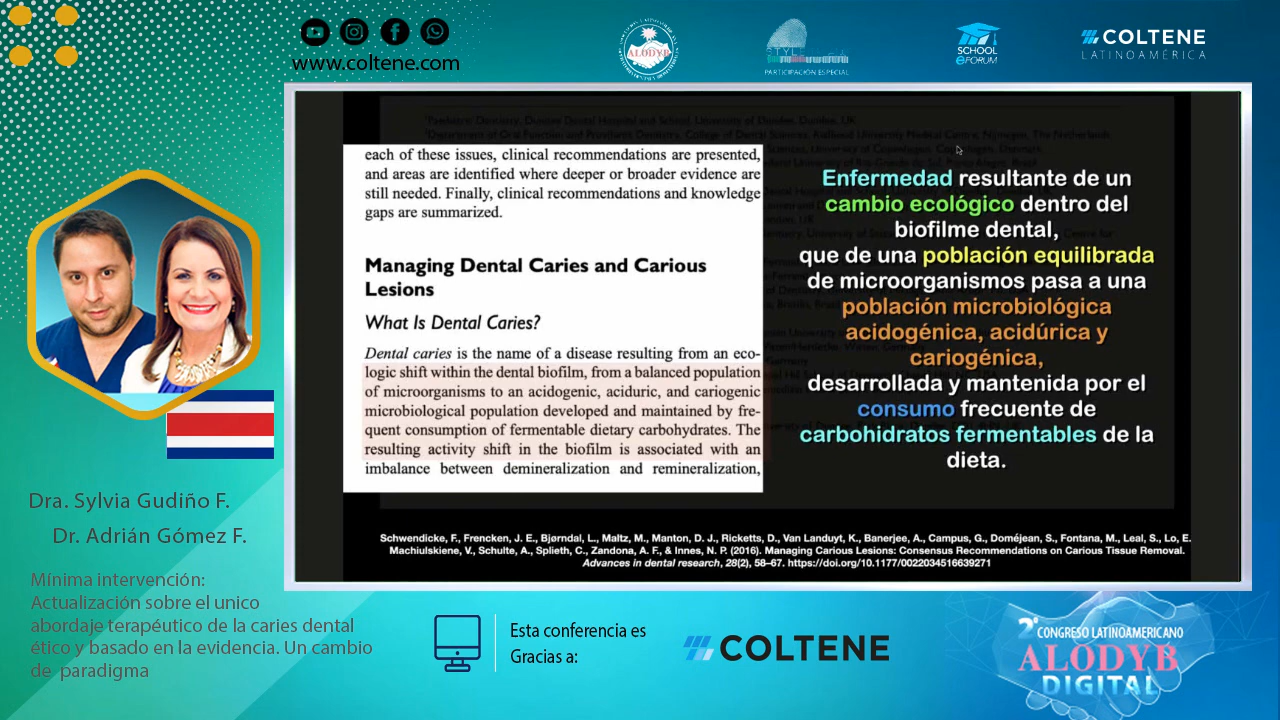 www.coltene.com
ALODYB
PARTICIPACIÓN ESPECIAL
SCHOOL
eFORUM
COLTENE
LATINOAMÉRICA
each of these issues, clinical recommendations are presented,
and areas are identified where deeper or broader evidence are
still needed. Finally, clinical recommendations and knowledge
gaps are summarized.
Managing Dental Caries and Carious
Lesions
What Is Dental Caries?
Dental caries is the name of a disease resulting from an eco-
logic shift within the dental biofilm, from a balanced population
of microorganisms to an acidogenic, aciduric, and cariogenic
microbiological population developed and maintained by fre-
quent consumption of fermentable dietary carbohydrates. The
resulting activity shift in the biofilm is associated with an
imbalance between demineralization and remineralization,
Enfermedad resultante de un
cambio ecológico dentro del
biofilme dental,
que de una población equilibrada
de microorganismos pasa a una
población microbiológica
acidogénica, acidúrica y
cariogénica,
desarrollada y mantenida por el
consumo frecuente de
carbohidratos fermentables de la
dieta.
Schwendicke, F., Frencken, J. E., Bjørndal, L., Maltz, M., Manton, D. J., Ricketts, D., Van Landuyt, K., Banerjee, A., Campus, G., Doméjean, S., Fontana, M., Leal, S., Lo, E.
Machiulskiene, V., Schulte, A., Splieth, C., Zandona, A. F., & Innes, N. P. (2016). Managing Carious Lesions: Consensus Recommendations on Carious Tissue Removal.
Advances in dental research, 28(2), 58–67. https://doi.org/10.1177/0022034516639271
Dra. Sylvia Gudiño F.
Dr. Adrián Gómez F.
Mínima intervención:
Actualización sobre el unico
abordaje terapéutico de la caries dental
ético y basado en la evidencia. Un cambio
de paradigma
Esta conferencia es
Gracias a:
COLTENE
2º CONGRESO LATINOAMERICANO
ALODYB
DIGITAL